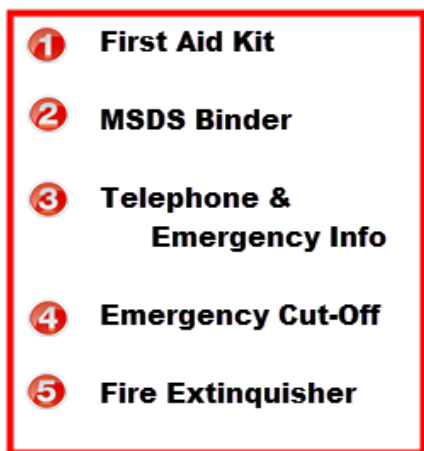 1 First Aid Kit
2 MSDS Binder
3 Telephone &
Emergency Info
4 Emergency Cut-Off
5 Fire Extinquisher